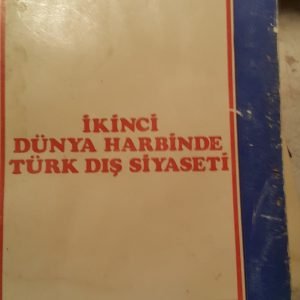 İKİNCİ
DÜNYA HARBİNDE
TÜRK DIŞ SİYASETİ